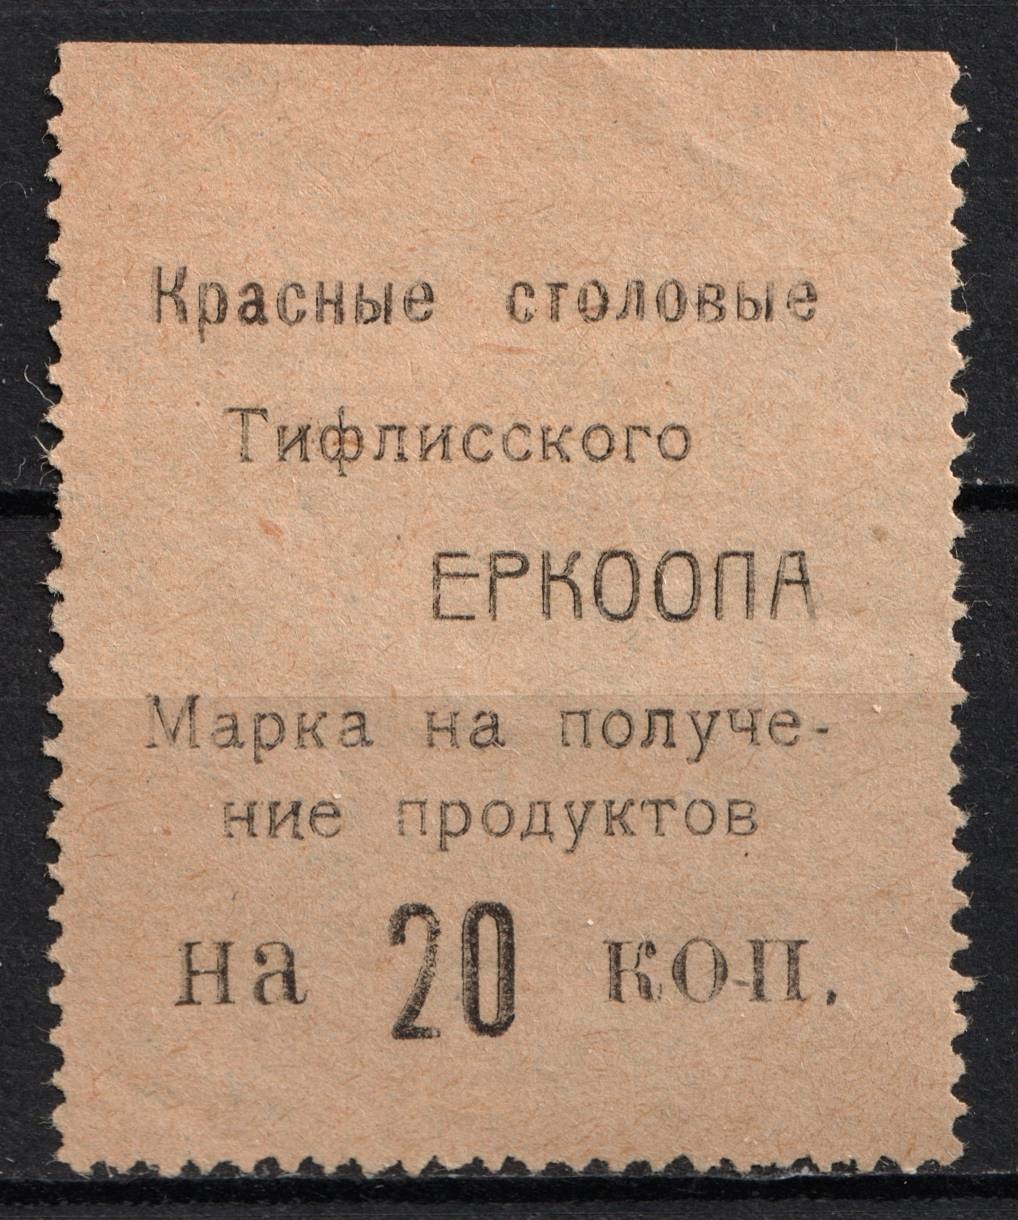 Красные столовые
Тифлисского
ЕРКООПА
Марка на получе-
ние продуктов
на 20 коп.